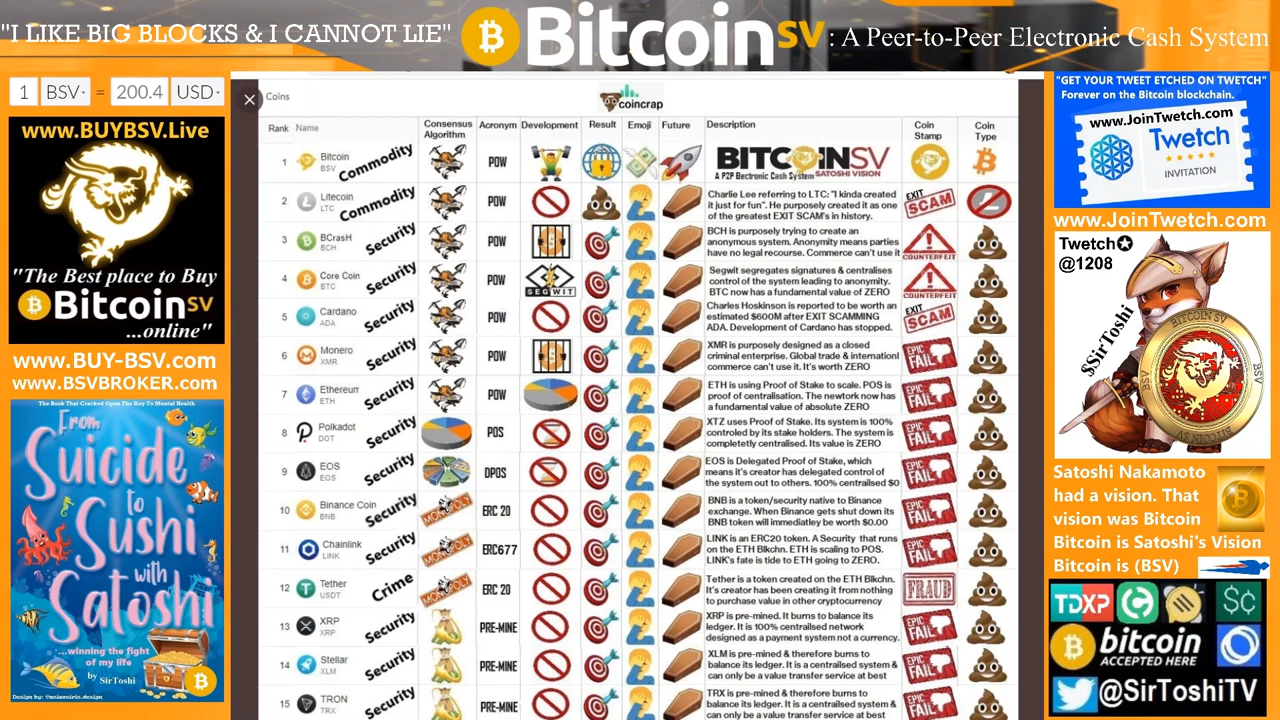 "I LIKE BIG BLOCKS & I CANNOT LIE"
Bitcoin SV : A Peer-to-Peer Electronic Cash System
1 BSV = 200.4 USD
www.BUYBSV.Live
"The Best place to Buy
Bitcoin SV
...online"
www.BUY-BSV.com
www.BSVBROKER.com
The Book That Cracked Open The Key To Mental Health
From
Suicide
to
Sushi
with
Satoshi
...winning the fight
of my life
by SirToshi
Design by: @animesirin.design
Coins
coincrap
Rank Name Consensus Algorithm Acronym Development Result Emoji Future Description Coin Stamp Coin Type
1 Bitcoin BSV Commodity POW BITCOINSV
A P2P Electronic Cash System SATOSHI VISION
2 Litecoin LTC Commodity POW
Charlie Lee referring to LTC: "I kinda created
it just for fun". He purposely created it as one
of the greatest EXIT SCAM's in history.
EXIT SCAM
3 BCrasH BCH Security POW
BCH is purposly trying to create an
anonymous system. Anonymity means parties
have no legal recourse. Commerce can't use it
COUNTERFEIT
4 Core Coin BTC Security POW SEGWIT
Segwit segregates signatures & centralises
control of the system leading to anonymity.
BTC now has a fundamental value of ZERO
COUNTERFEIT
5 Cardano ADA Security POW
Charles Hoskinson is reported to be worth an
estimated $600M after EXIT SCAMMING
ADA. Development of Cardano has stopped.
EXIT SCAM
6 Monero XMR Security POW
XMR is purposely designed as a closed
criminal enterprise. Global trade & internationl
commerce can't use it. It's worth ZERO
EPIC FAIL
7 Ethereum ETH Security POW
ETH is using Proof of Stake to scale. POS is
proof of centralisation. The newtork now has
a fundamental value of absolute ZERO
EPIC FAIL
8 Polkadot DOT Security POS
XTZ uses Proof of Stake. Its system is 100%
controled by its stake holders. The system is
completetly centralised. Its value is ZERO
EPIC FAIL
9 EOS EOS Security DPOS
EOS is Delegated Proof of Stake, which
means it's creator has delegated control of
the system out to others. 100% centralised $0
EPIC FAIL
10 Binance Coin BNB Security MONOPOLY ERC 20
BNB is a token/security native to Binance
exchange. When Binance gets shut down its
BNB token will immediatley be worth $0.00
EPIC FAIL
11 Chainlink LINK Security MONOPOLY ERC677
LINK is an ERC20 token. A Security that runs
on the ETH Blkchn. ETH is scaling to POS.
LINK's fate is tide to ETH going to ZERO.
EPIC FAIL
12 Tether USDT Crime MONOPOLY ERC 20
Tether is a token created on the ETH Blkchn.
It's creator has been creating it from nothing
to purchase value in other cryptocurrency
FRAUD
13 XRP XRP Security PRE-MINE
XRP is pre-mined. It burns to balance its
ledger. It is 100% centralised network
designed as a payment system not a currency.
EPIC FAIL
14 Stellar XLM Security PRE-MINE
XLM is pre-mined & therefore burns to
balance its ledger. It is a centralised system &
can only be a value transfer service at best
EPIC FAIL
15 TRON TRX Security PRE-MINE
TRX is pre-mined & therefore burns to
balance its ledger. It is a centralised system &
can only be a value transfer service at best
EPIC FAIL
"GET YOUR TWEET ETCHED ON TWETCH"
Forever on the Bitcoin blockchain.
www.JoinTwetch.com
Twetch
INVITATION
www.JoinTwetch.com
Twetch
@1208
$SirToshi
BITCOIN SV
BSV
BSV
BITCOIN SV
Satoshi Nakamoto
had a vision. That
vision was Bitcoin
Bitcoin is Satoshi's Vision
Bitcoin is (BSV)
TDXP
bitcoin
ACCEPTED HERE
@SirToshiTV